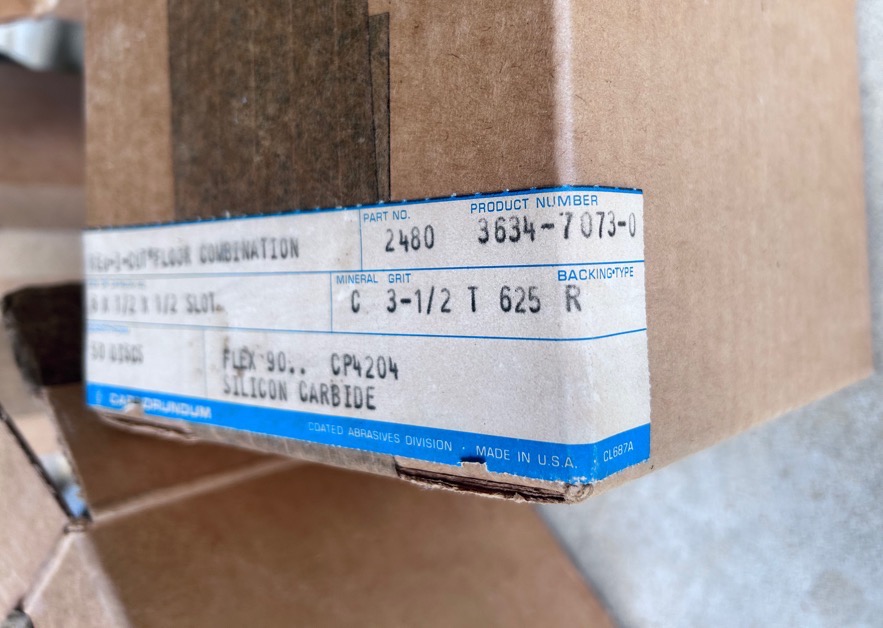 PART NO.
PRODUCT NUMBER
FLOOR COMBINATION
2480
3634-7073-0
MINERAL GRIT
BACKING-TYPE
X 1/2 X 1/2 SLOT
C 3-1/2 T 625 R
FLEX 90.. CP4204
SILICON CARBIDE
CARBORUNDUM
COATED ABRASIVES DIVISION · MADE IN U.S.A.
CL687A